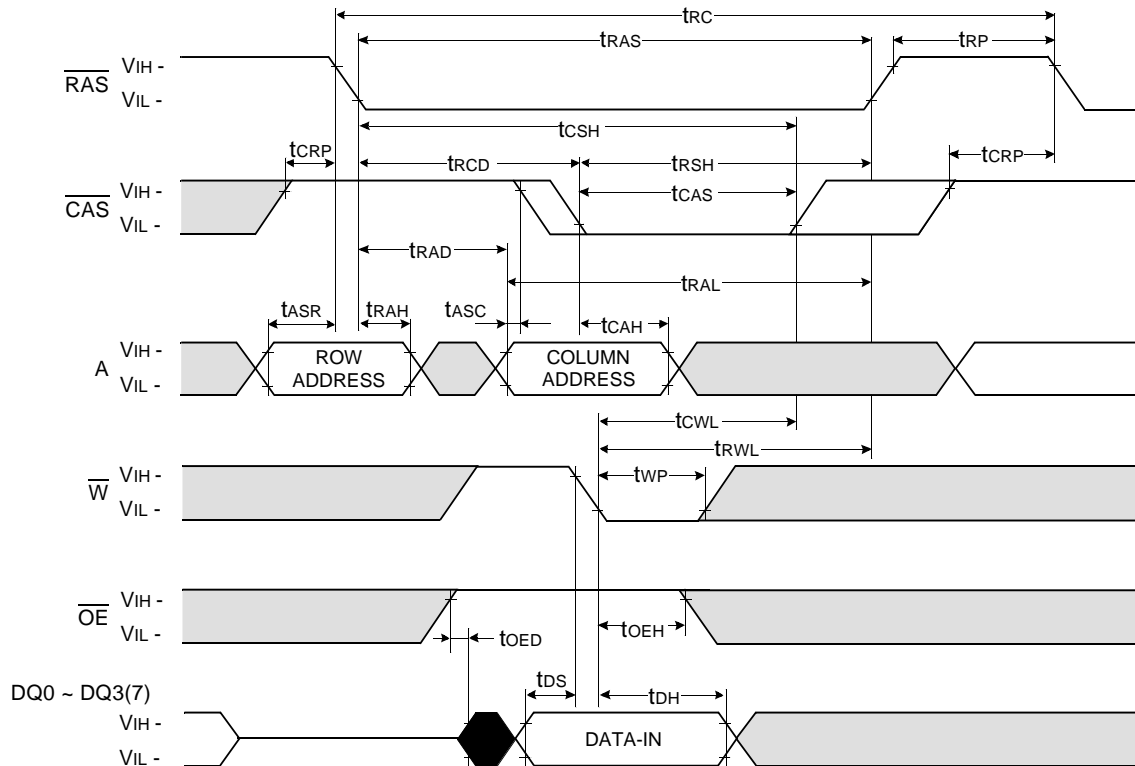 tRC
tRAS
tRP
RAS
VIH -
VIL -
tCSH
tCRP
tRCD
tRSH
tCRP
CAS
VIH -
VIL -
tCAS
tRAD
tRAL
tASR
tRAH
tASC
tCAH
A
VIH -
VIL -
ROW
ADDRESS
COLUMN
ADDRESS
tCWL
tRWL
W
VIH -
VIL -
tWP
OE
VIH -
VIL -
tOED
tOEH
DQ0 ~ DQ3(7)
tDS
tDH
VIH -
VIL -
DATA-IN